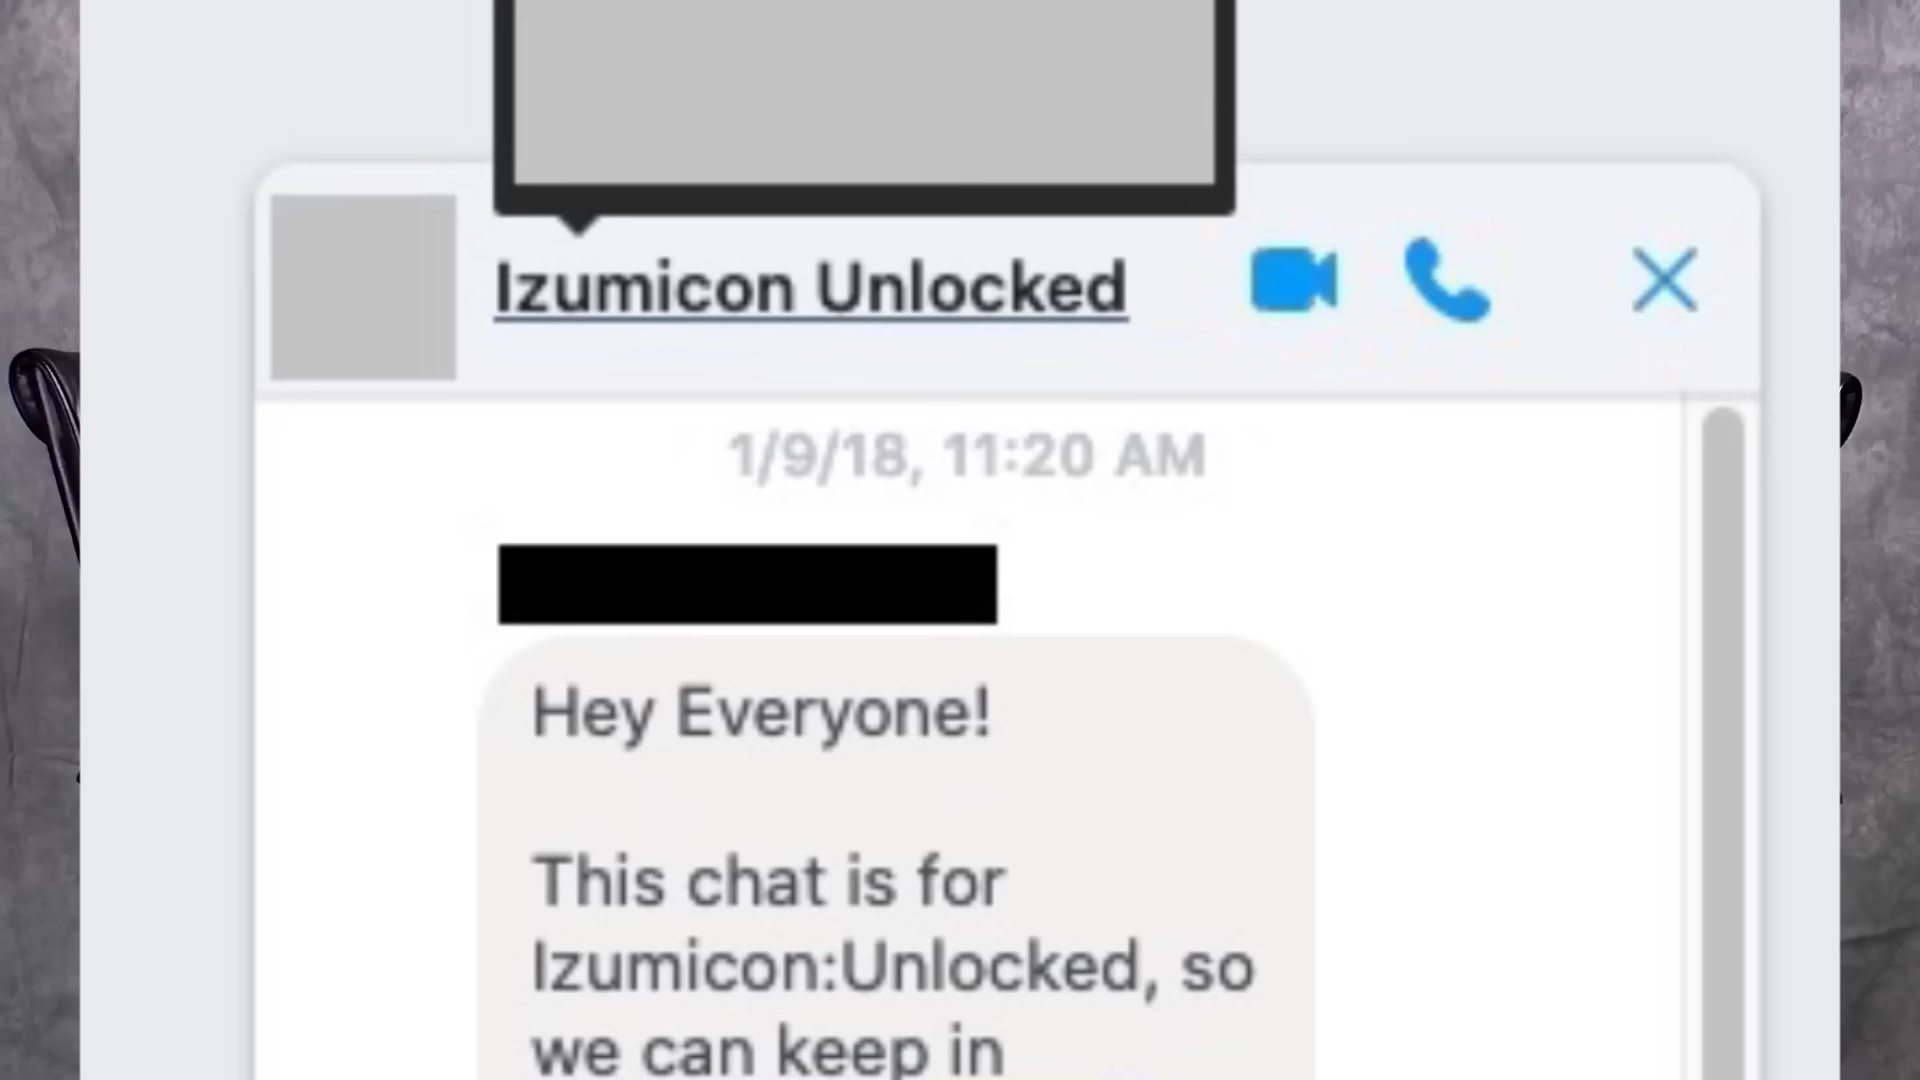 Izumicon Unlocked
1/9/18, 11:20 AM
Hey Everyone!
This chat is for
Izumicon:Unlocked, so
we can keep in